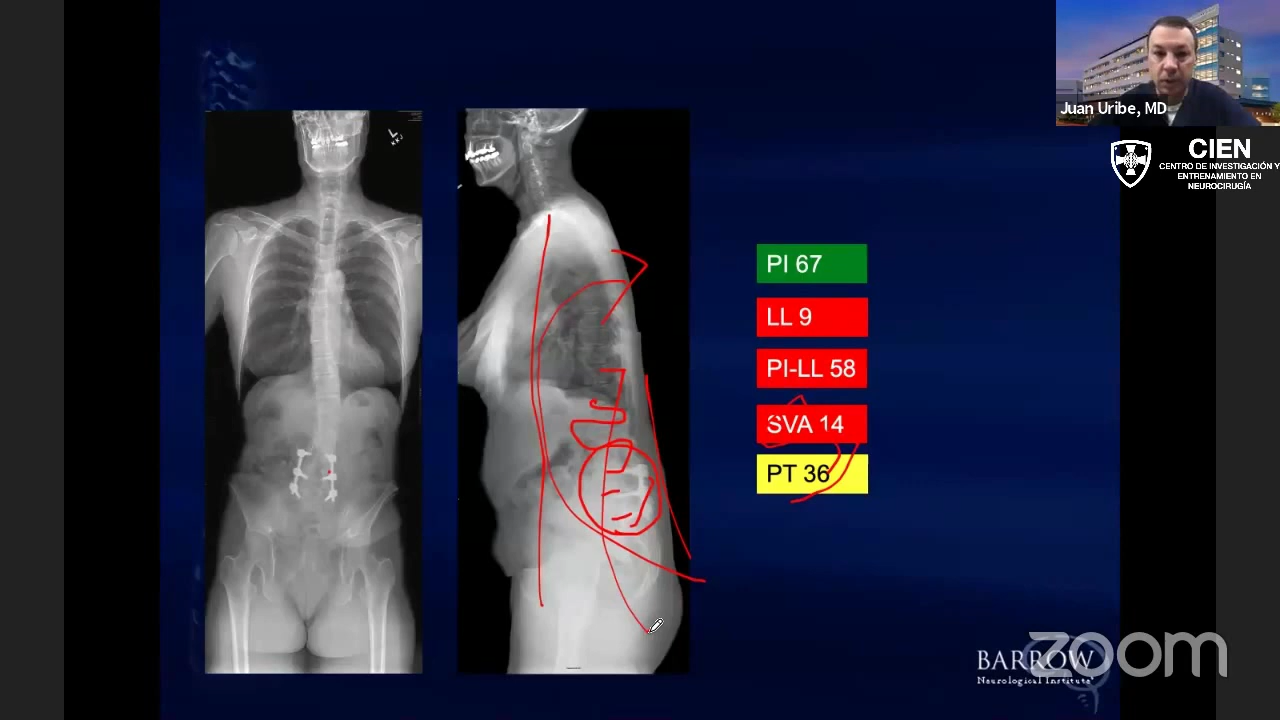 Juan Uribe, MD
CIEN
CENTRO DE INVESTIGACIÓN Y
ENTRENAMIENTO EN
NEUROCIRUGÍA
L
PI 67
LL 9
PI-LL 58
SVA 14
PT 36
BARROW
Neurological Institute
zoom